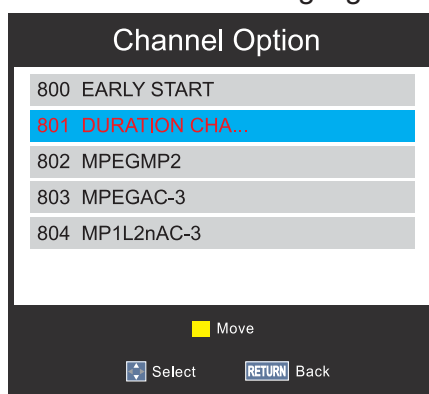 Channel Option
800 EARLY START
801 DURATION CHA...
802 MPEGMP2
803 MPEGAC-3
804 MP1L2nAC-3
Move
Select RETURN Back